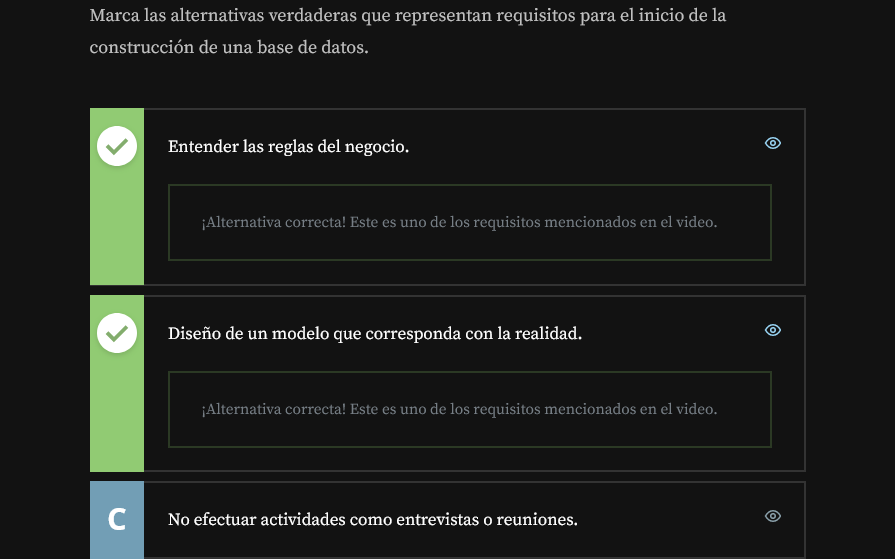 Marca las alternativas verdaderas que representan requisitos para el inicio de la
construcción de una base de datos.
Entender las reglas del negocio.
¡Alternativa correcta! Este es uno de los requisitos mencionados en el video.
Diseño de un modelo que corresponda con la realidad.
¡Alternativa correcta! Este es uno de los requisitos mencionados en el video.
C
No efectuar actividades como entrevistas o reuniones.